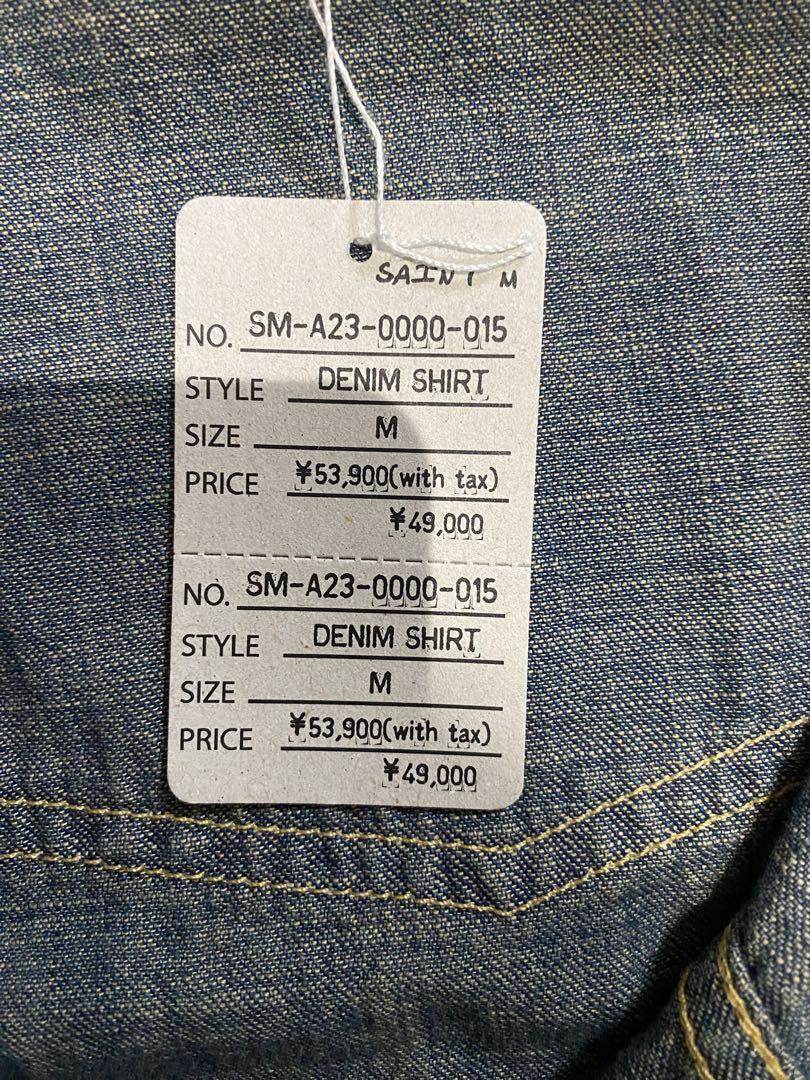 SAINT M
NO. SM-A23-0000-015
STYLE DENIM SHIRT
SIZE M
PRICE ¥53,900(with tax)
¥49,000
NO. SM-A23-0000-015
STYLE DENIM SHIRT
SIZE M
PRICE ¥53,900(with tax)
¥49,000